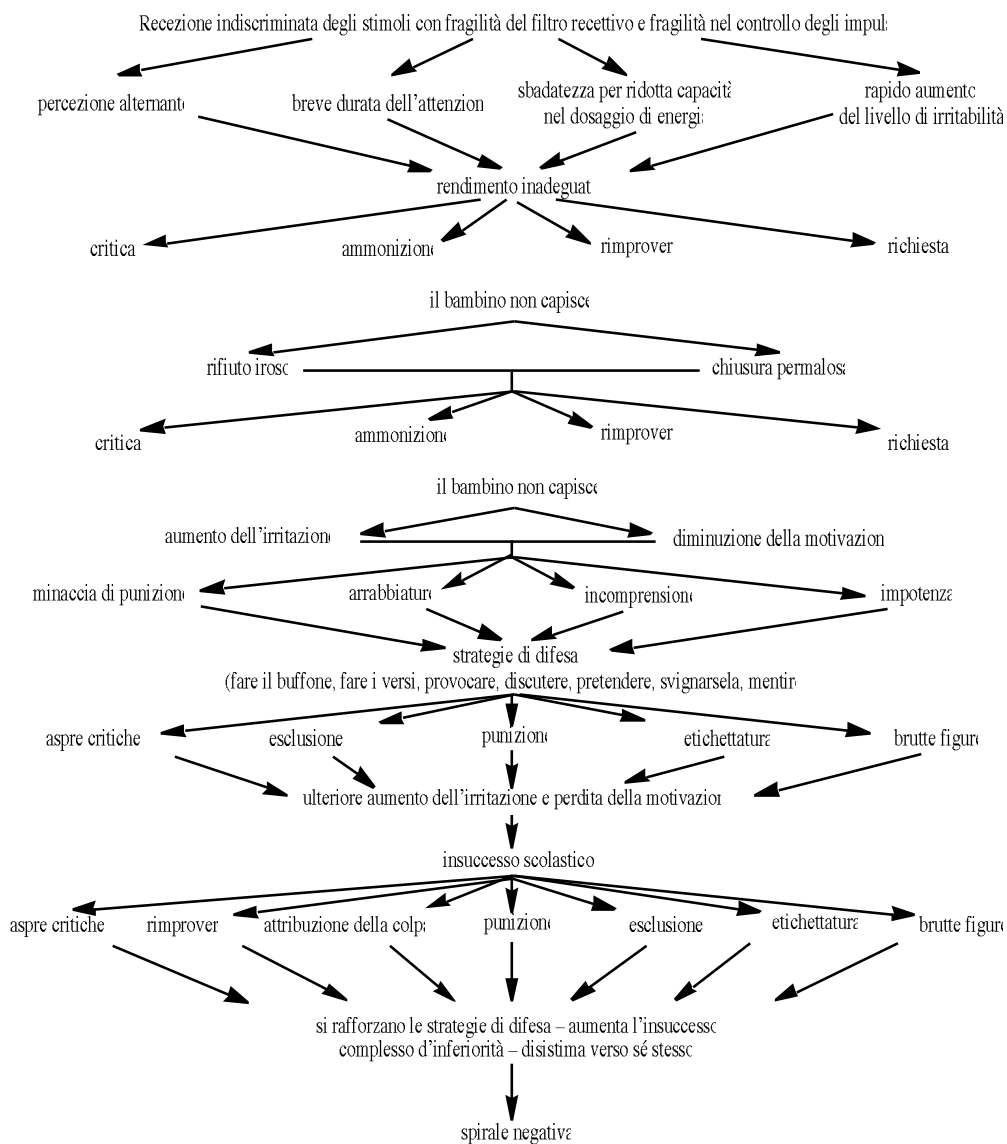 Recezione indiscriminata degli stimoli con fragilità del filtro recettivo e fragilità nel controllo degli impuls
percezione alternante
breve durata dell'attenzion
sbadatezza per ridotta capacità
nel dosaggio di energia
rapido aumento
del livello di irritabilità
rendimento inadeguat
critica
ammonizione
rimprover
richiesta
il bambino non capisce
rifiuto iroso
chiusura permalosa
critica
ammonizione
rimprover
richiesta
il bambino non capisce
aumento dell'irritazione
diminuzione della motivazion
minaccia di punizione
arrabbiature
incomprensione
impotenza
strategie di difesa
(fare il buffone, fare i versi, provocare, discutere, pretendere, svignarsela, mentire
aspre critiche
esclusione
punizione
etichettatura
brutte figure
ulteriore aumento dell'irritazione e perdita della motivazion
insuccesso scolastico
aspre critiche
rimprover
attribuzione della colpa
punizione
esclusione
etichettatura
brutte figure
si rafforzano le strategie di difesa – aumenta l'insuccesso
complesso d'inferiorità – disistima verso sé stesso
spirale negativa